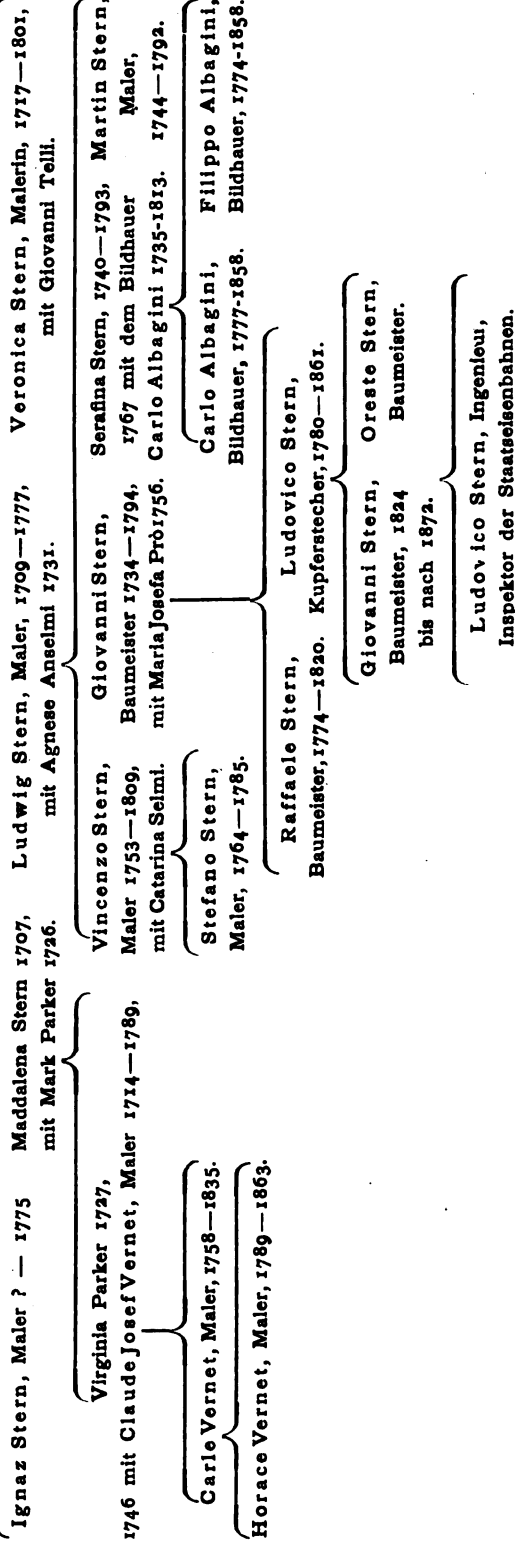 Ignaz Stern, Maler ? — 1775
Maddalena Stern 1707,
mit Mark Parker 1726.
Ludwig Stern, Maler, 1709—1777,
mit Agnese Anselmi 1731.
Veronica Stern, Malerin, 1717—1801,
mit Giovanni Telli.
Virginia Parker 1727,
1746 mit Claude Josef Vernet, Maler 1714—1789,
Vincenzo Stern,
Maler 1753—1809,
mit Catarina Selmi.
Giovanni Stern,
Baumeister 1734—1794,
mit Maria Josefa Prò 1756.
Serafina Stern, 1740—1793,
1767 mit dem Bildhauer
Carlo Albagini 1735-1813.
Martin Stern,
Maler,
1744—1792.
Carle Vernet, Maler, 1758—1835.
Horace Vernet, Maler, 1789—1863.
Stefano Stern,
Maler, 1764—1785.
Carlo Albagini,
Bildhauer, 1777-1858.
Filippo Albagini,
Bildhauer, 1774-1858.
Raffaele Stern,
Baumeister, 1774—1820.
Ludovico Stern,
Kupferstecher, 1780—1861.
Giovanni Stern,
Baumeister, 1824
bis nach 1872.
Oreste Stern,
Baumeister.
Ludovico Stern, Ingenieur,
Inspektor der Staatseisenbahnen.